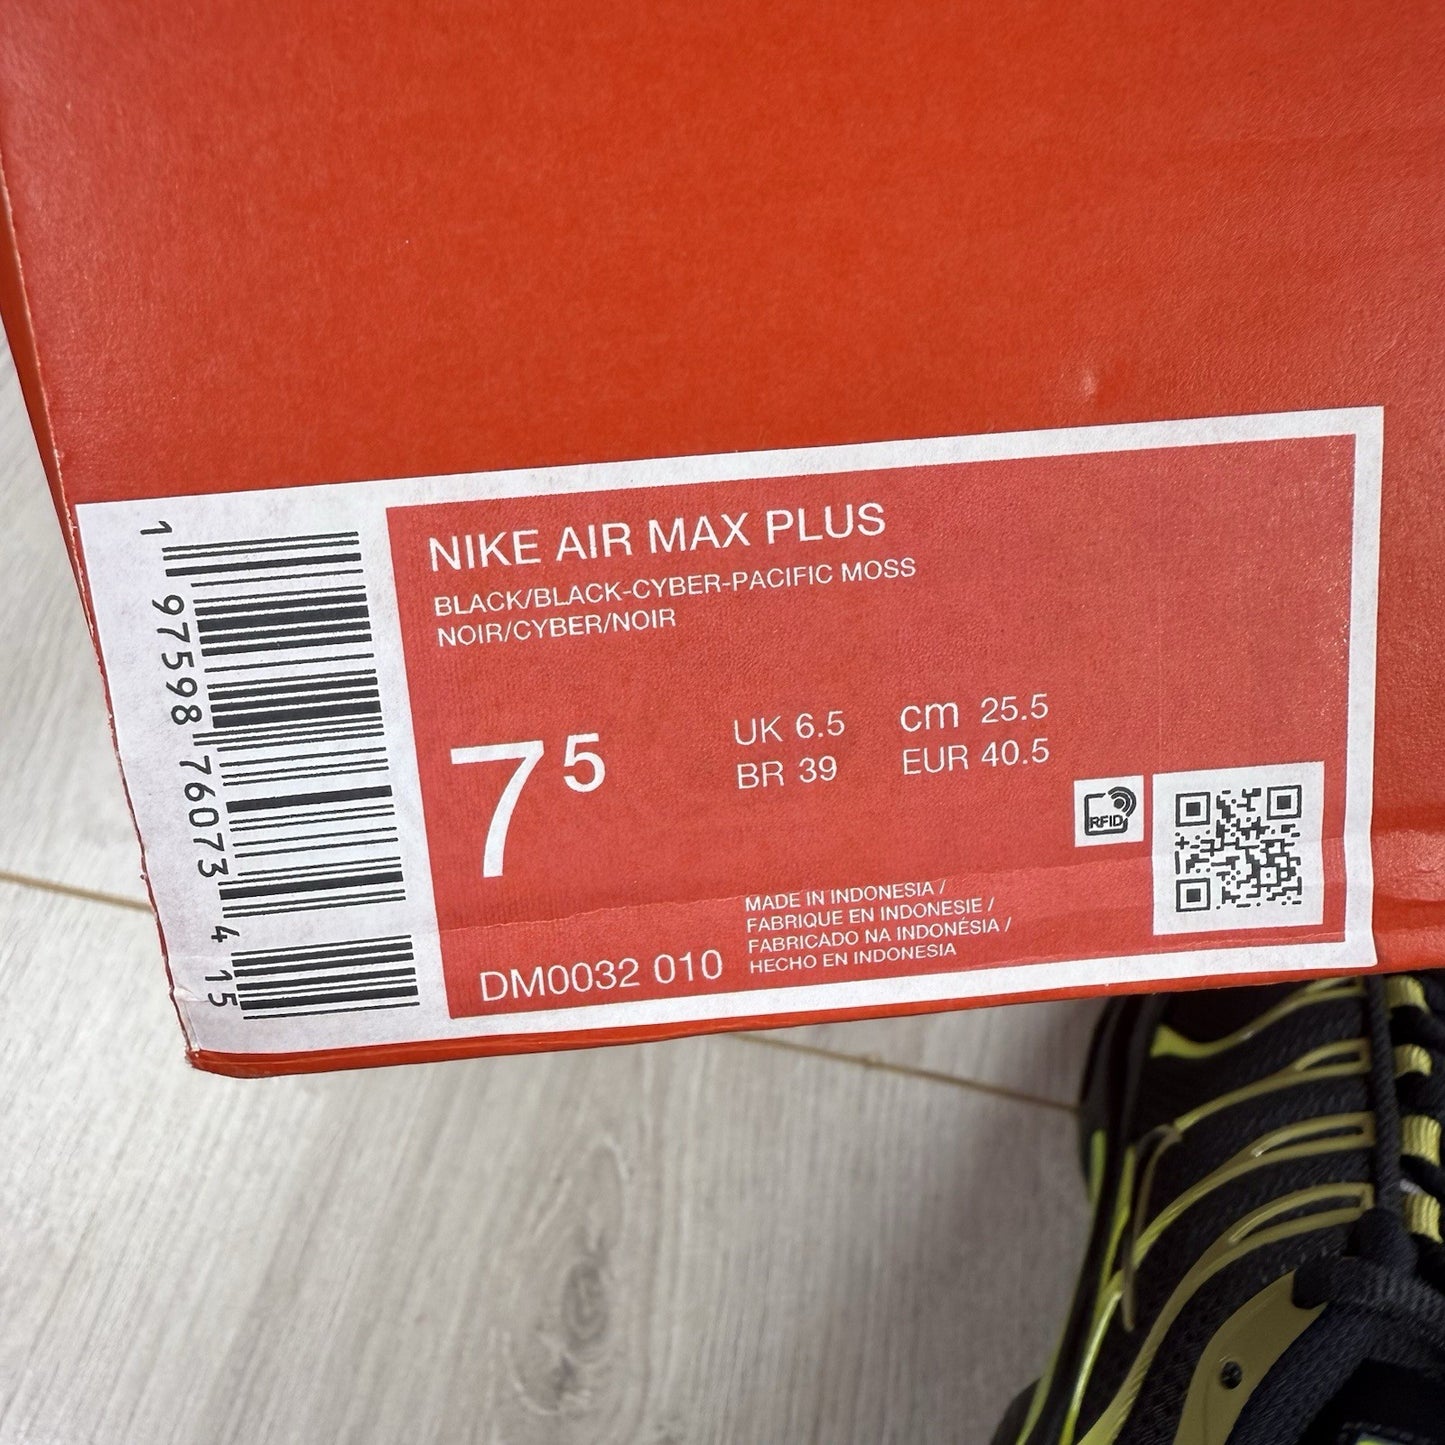 NIKE AIR MAX PLUS
BLACK/BLACK-CYBER-PACIFIC MOSS
NOIR/CYBER/NOIR
7 5
UK 6.5 cm 25.5
BR 39 EUR 40.5
RFID
MADE IN INDONESIA /
FABRIQUE EN INDONESIE /
FABRICADO NA INDONÉSIA /
HECHO EN INDONESIA
DM0032 010
1 97598 76073 4 15